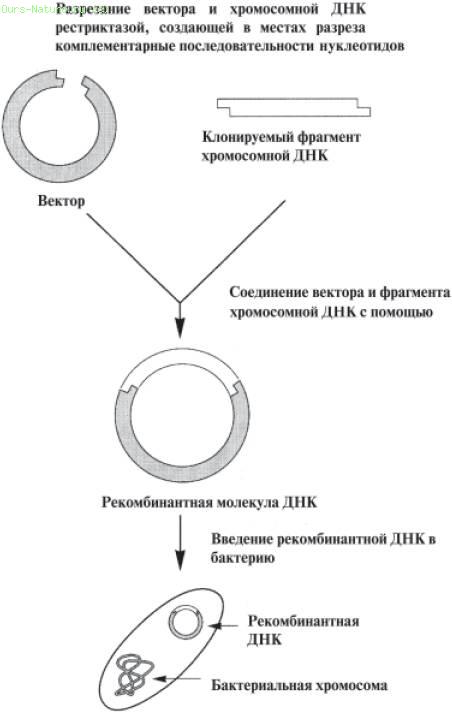 Разрезение вектора и хромосомной ДНК
рестриктазой, создающей в местах разреза
комплементарные последовательности нуклеотидов
Клонируемый фрагмент
хромосомной ДНК
Вектор
Соединение вектора и фрагмента
хромосомной ДНК с помощью
Рекомбинантная молекула ДНК
Введение рекомбинантной ДНК в
бактерию
Рекомбинантная
ДНК
Бактериальная хромосома